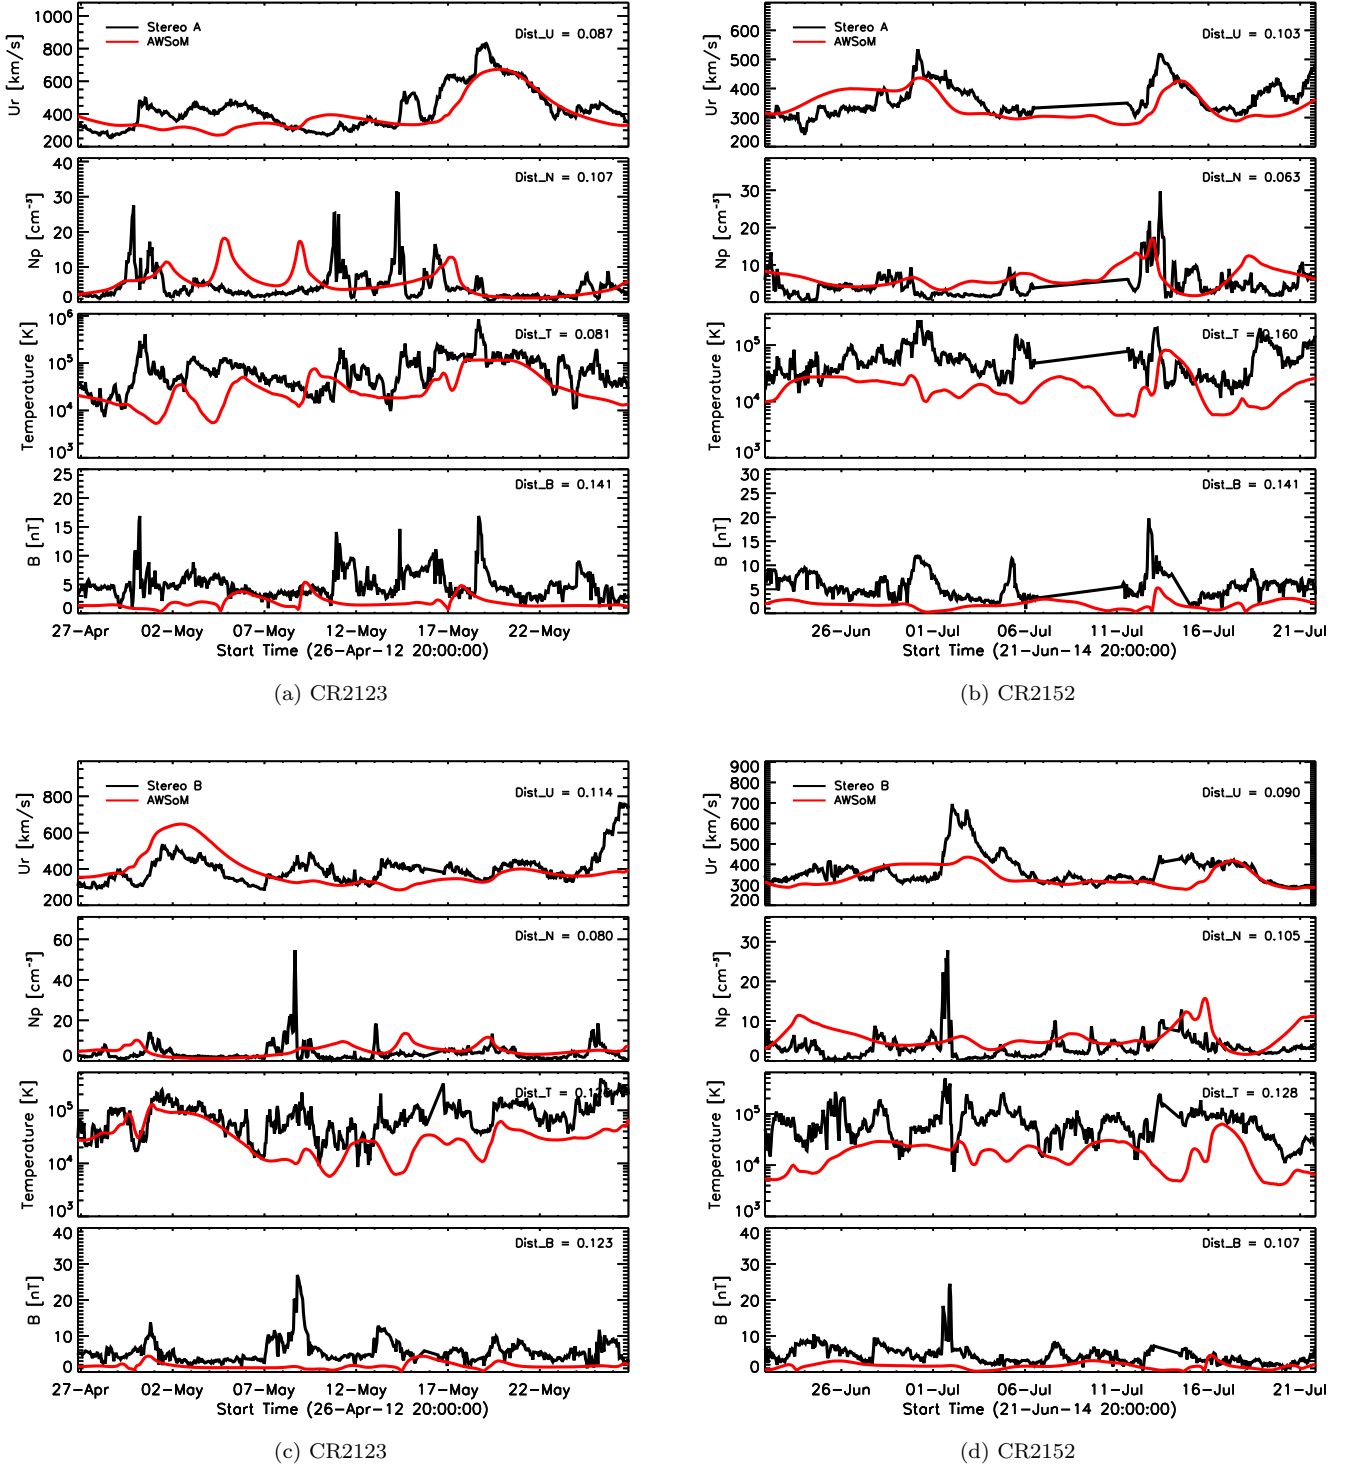 Stereo A
AWSoM
Dist_U = 0.087
Ur [km/s]
1000
800
600
400
200
Dist_N = 0.107
Np [cm⁻³]
40
30
20
10
0
Dist_T = 0.081
Temperature [K]
10⁶
10⁵
10⁴
10³
Dist_B = 0.141
B [nT]
25
20
15
10
5
0
27-Apr 02-May 07-May 12-May 17-May 22-May
Start Time (26-Apr-12 20:00:00)
(a) CR2123
Stereo A
AWSoM
Dist_U = 0.103
Ur [km/s]
600
500
400
300
200
Dist_N = 0.063
Np [cm⁻³]
30
20
10
0
Dist_T = 0.160
Temperature [K]
10⁵
10⁴
10³
Dist_B = 0.141
B [nT]
30
25
20
15
10
5
0
26-Jun 01-Jul 06-Jul 11-Jul 16-Jul 21-Jul
Start Time (21-Jun-14 20:00:00)
(b) CR2152
Stereo B
AWSoM
Dist_U = 0.114
Ur [km/s]
800
600
400
200
Dist_N = 0.080
Np [cm⁻³]
60
40
20
0
Dist_T =
Temperature [K]
10⁵
10⁴
10³
Dist_B = 0.123
B [nT]
40
30
20
10
0
27-Apr 02-May 07-May 12-May 17-May 22-May
Start Time (26-Apr-12 20:00:00)
(c) CR2123
Stereo B
AWSoM
Dist_U = 0.090
Ur [km/s]
900
800
700
600
500
400
300
200
Dist_N = 0.105
Np [cm⁻³]
30
20
10
0
Dist_T = 0.128
Temperature [K]
10⁵
10⁴
10³
Dist_B = 0.107
B [nT]
40
30
20
10
0
26-Jun 01-Jul 06-Jul 11-Jul 16-Jul 21-Jul
Start Time (21-Jun-14 20:00:00)
(d) CR2152